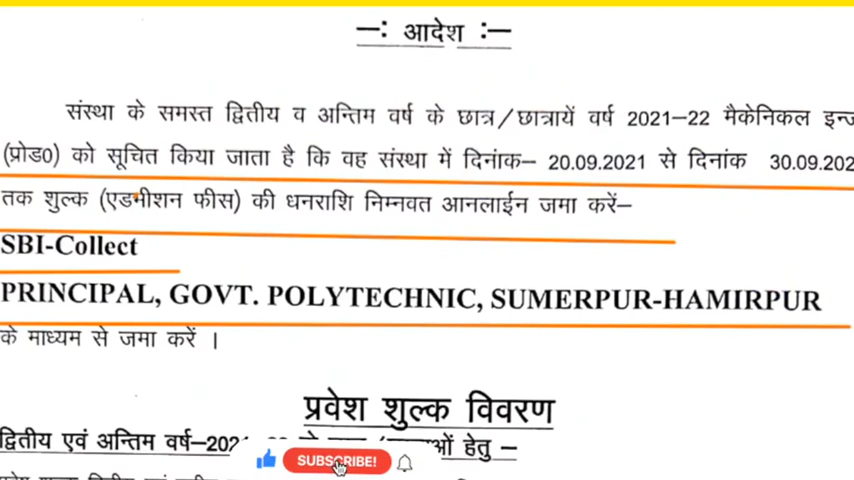 –: आदेश :–
संस्था के समस्त द्वितीय व अन्तिम वर्ष के छात्र/छात्रायें वर्ष 2021–22 मैकेनिकल
(प्रोड0) को सूचित किया जाता है कि वह संस्था में दिनांक– 20.09.2021 से दिनांक 30.09.202
तक शुल्क (एडमीशन फीस) की धनराशि निम्नवत आनलाईन जमा करें–
SBI-Collect
PRINCIPAL, GOVT. POLYTECHNIC, SUMERPUR-HAMIRPUR
के माध्यम से जमा करें ।
प्रवेश शुल्क विवरण
द्वितीय एवं अन्तिम वर्ष–202 हेतु –
SUBSCRIBE!